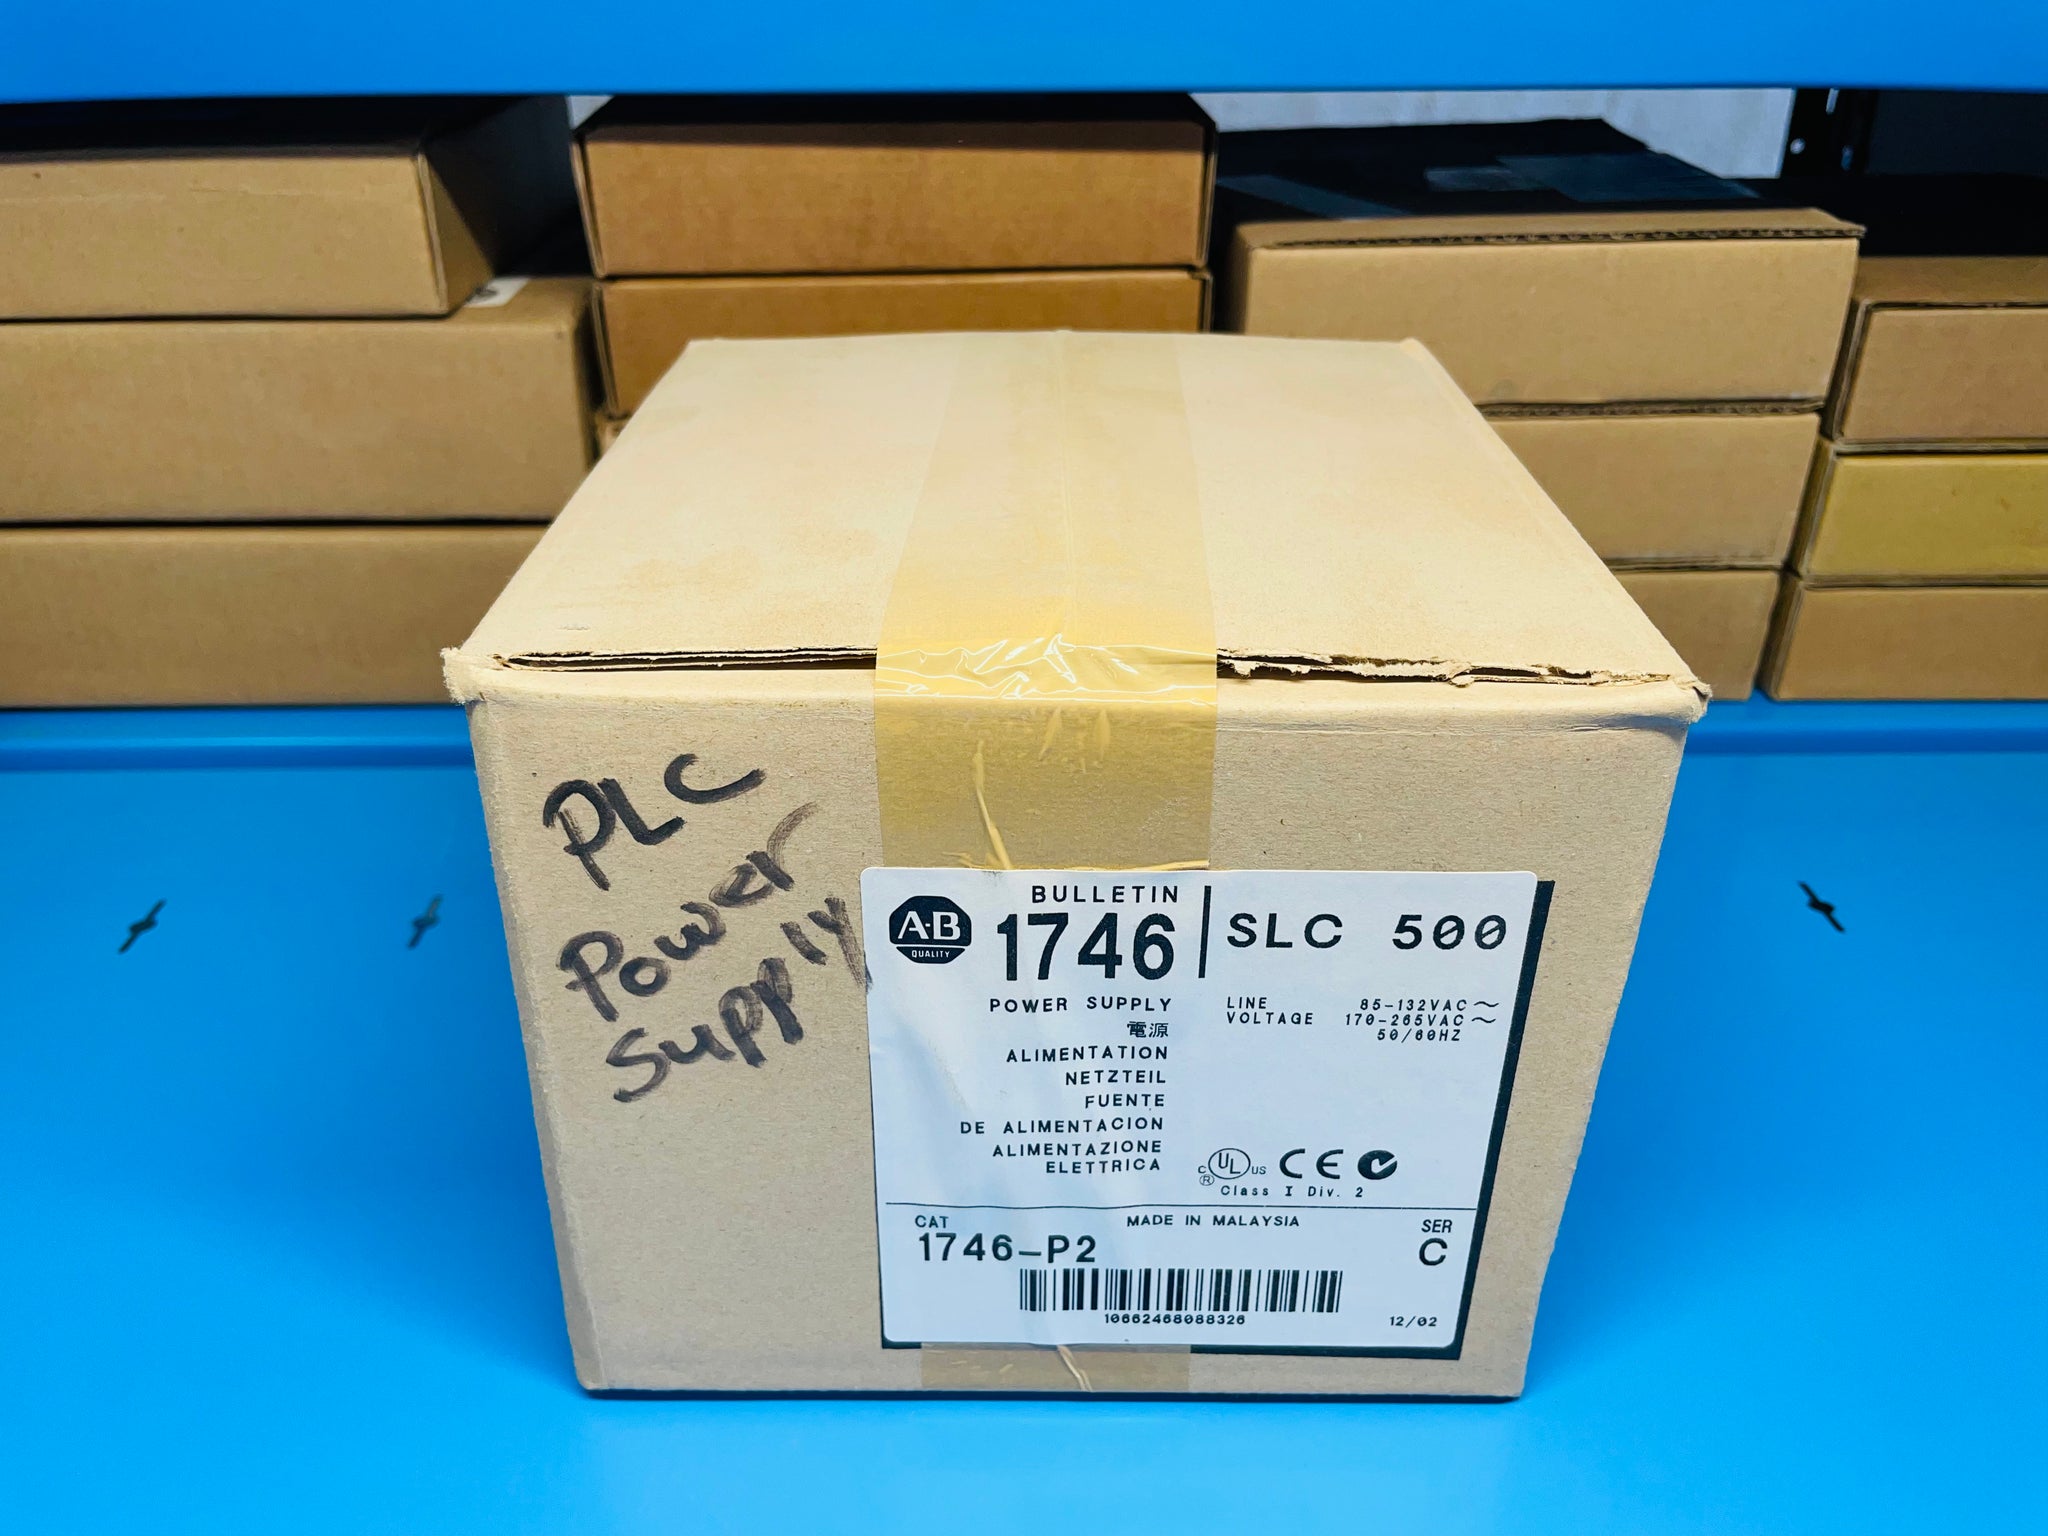 PLC
Power
Supply
A-B
QUALITY
BULLETIN
1746
SLC 500
POWER SUPPLY
電源
ALIMENTATION
NETZTEIL
FUENTE
DE ALIMENTACION
ALIMENTAZIONE
ELETTRICA
LINE 85-132VAC ~
VOLTAGE 170-265VAC ~
50/60HZ
C UL US CE
®
Class I Div. 2
CAT MADE IN MALAYSIA SER
1746-P2 C
10662468088326
12/02